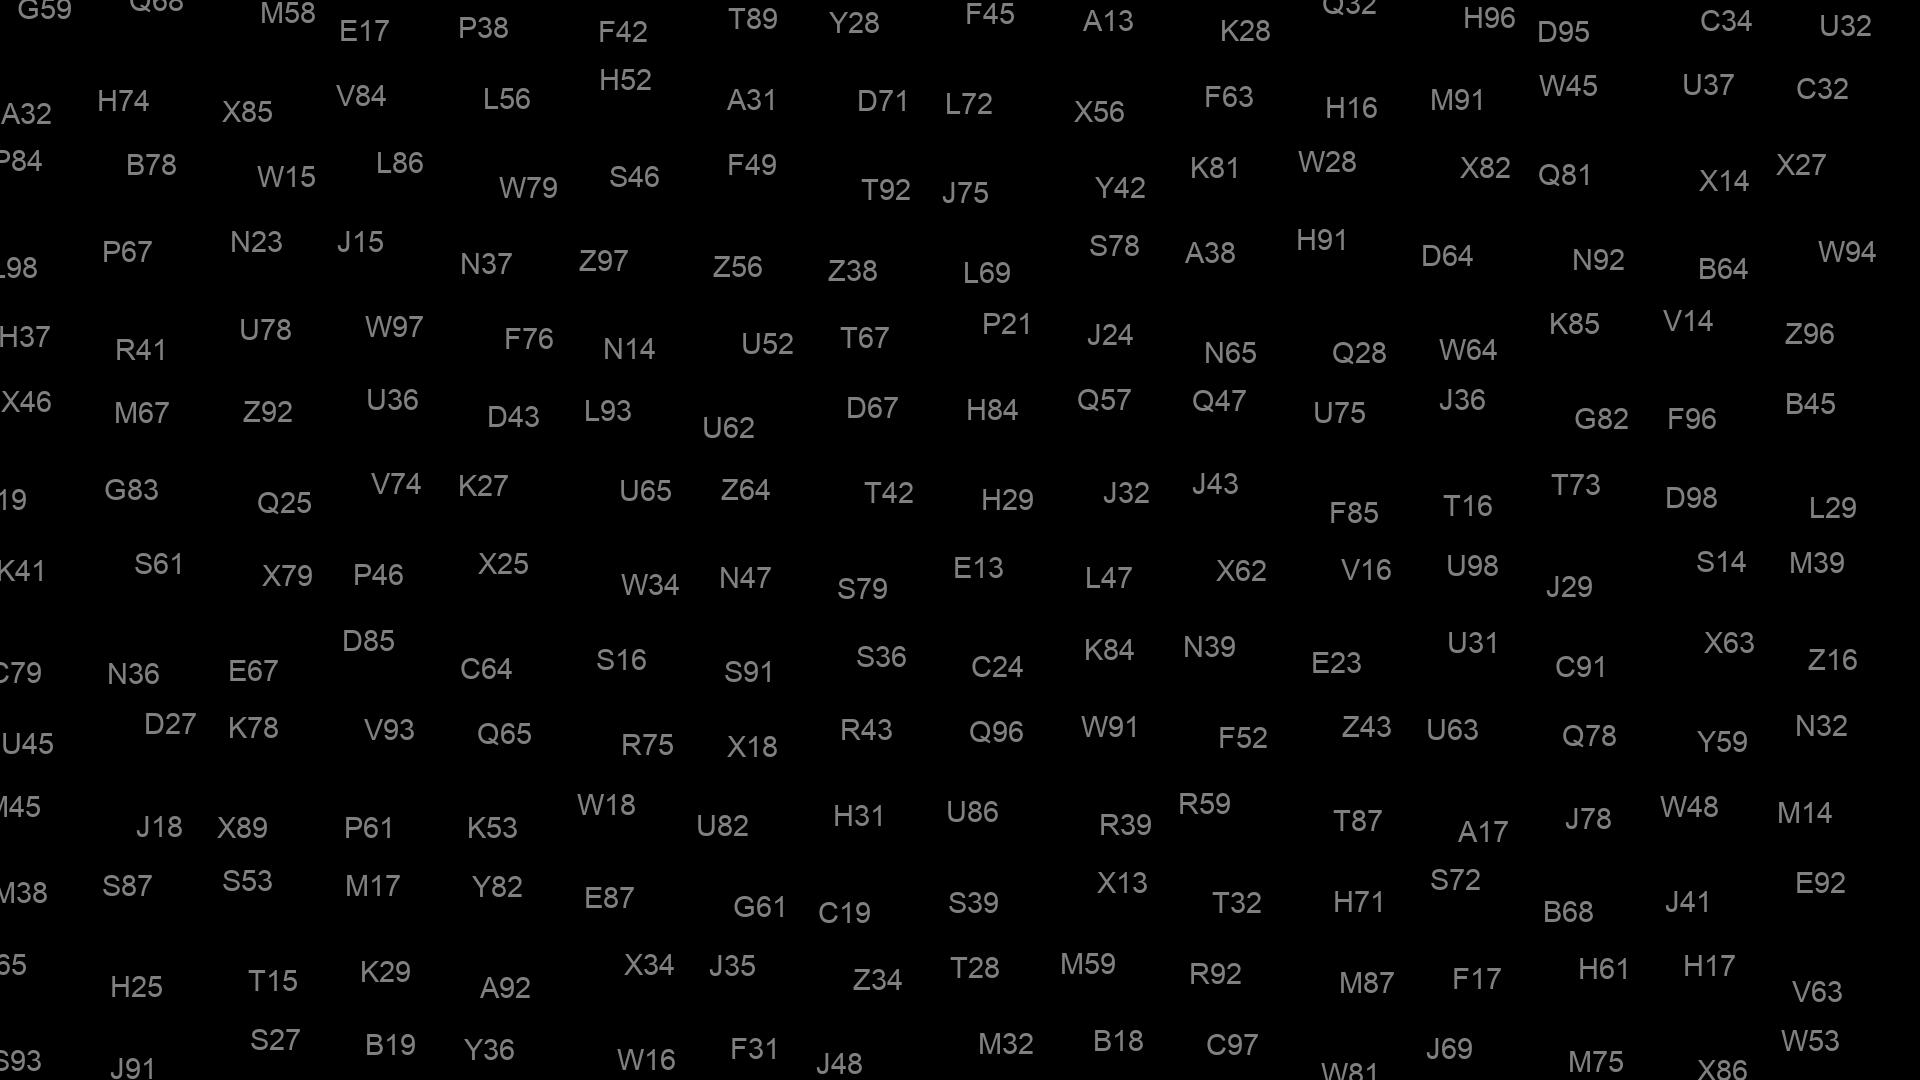 G59 Q68 M58 E17 P38 F42 T89 Y28 F45 A13 K28 Q32 H96 D95 C34 U32
A32 H74 X85 V84 L56 H52 A31 D71 L72 X56 F63 H16 M91 W45 U37 C32
P84 B78 W15 L86 W79 S46 F49 T92 J75 Y42 K81 W28 X82 Q81 X14 X27
L98 P67 N23 J15 N37 Z97 Z56 Z38 L69 S78 A38 H91 D64 N92 B64 W94
H37 R41 U78 W97 F76 N14 U52 T67 P21 J24 N65 Q28 W64 K85 V14 Z96
X46 M67 Z92 U36 D43 L93 U62 D67 H84 Q57 Q47 U75 J36 G82 F96 B45
19 G83 Q25 V74 K27 U65 Z64 T42 H29 J32 J43 F85 T16 T73 D98 L29
K41 S61 X79 P46 X25 W34 N47 S79 E13 L47 X62 V16 U98 J29 S14 M39
C79 N36 E67 D85 C64 S16 S91 S36 C24 K84 N39 E23 U31 C91 X63 Z16
U45 D27 K78 V93 Q65 R75 X18 R43 Q96 W91 F52 Z43 U63 Q78 Y59 N32
M45 J18 X89 P61 K53 W18 U82 H31 U86 R39 R59 T87 A17 J78 W48 M14
M38 S87 S53 M17 Y82 E87 G61 C19 S39 X13 T32 H71 S72 B68 J41 E92
65 H25 T15 K29 A92 X34 J35 Z34 T28 M59 R92 M87 F17 H61 H17 V63
S93 J91 S27 B19 Y36 W16 F31 J48 M32 B18 C97 W81 J69 M75 X86 W53